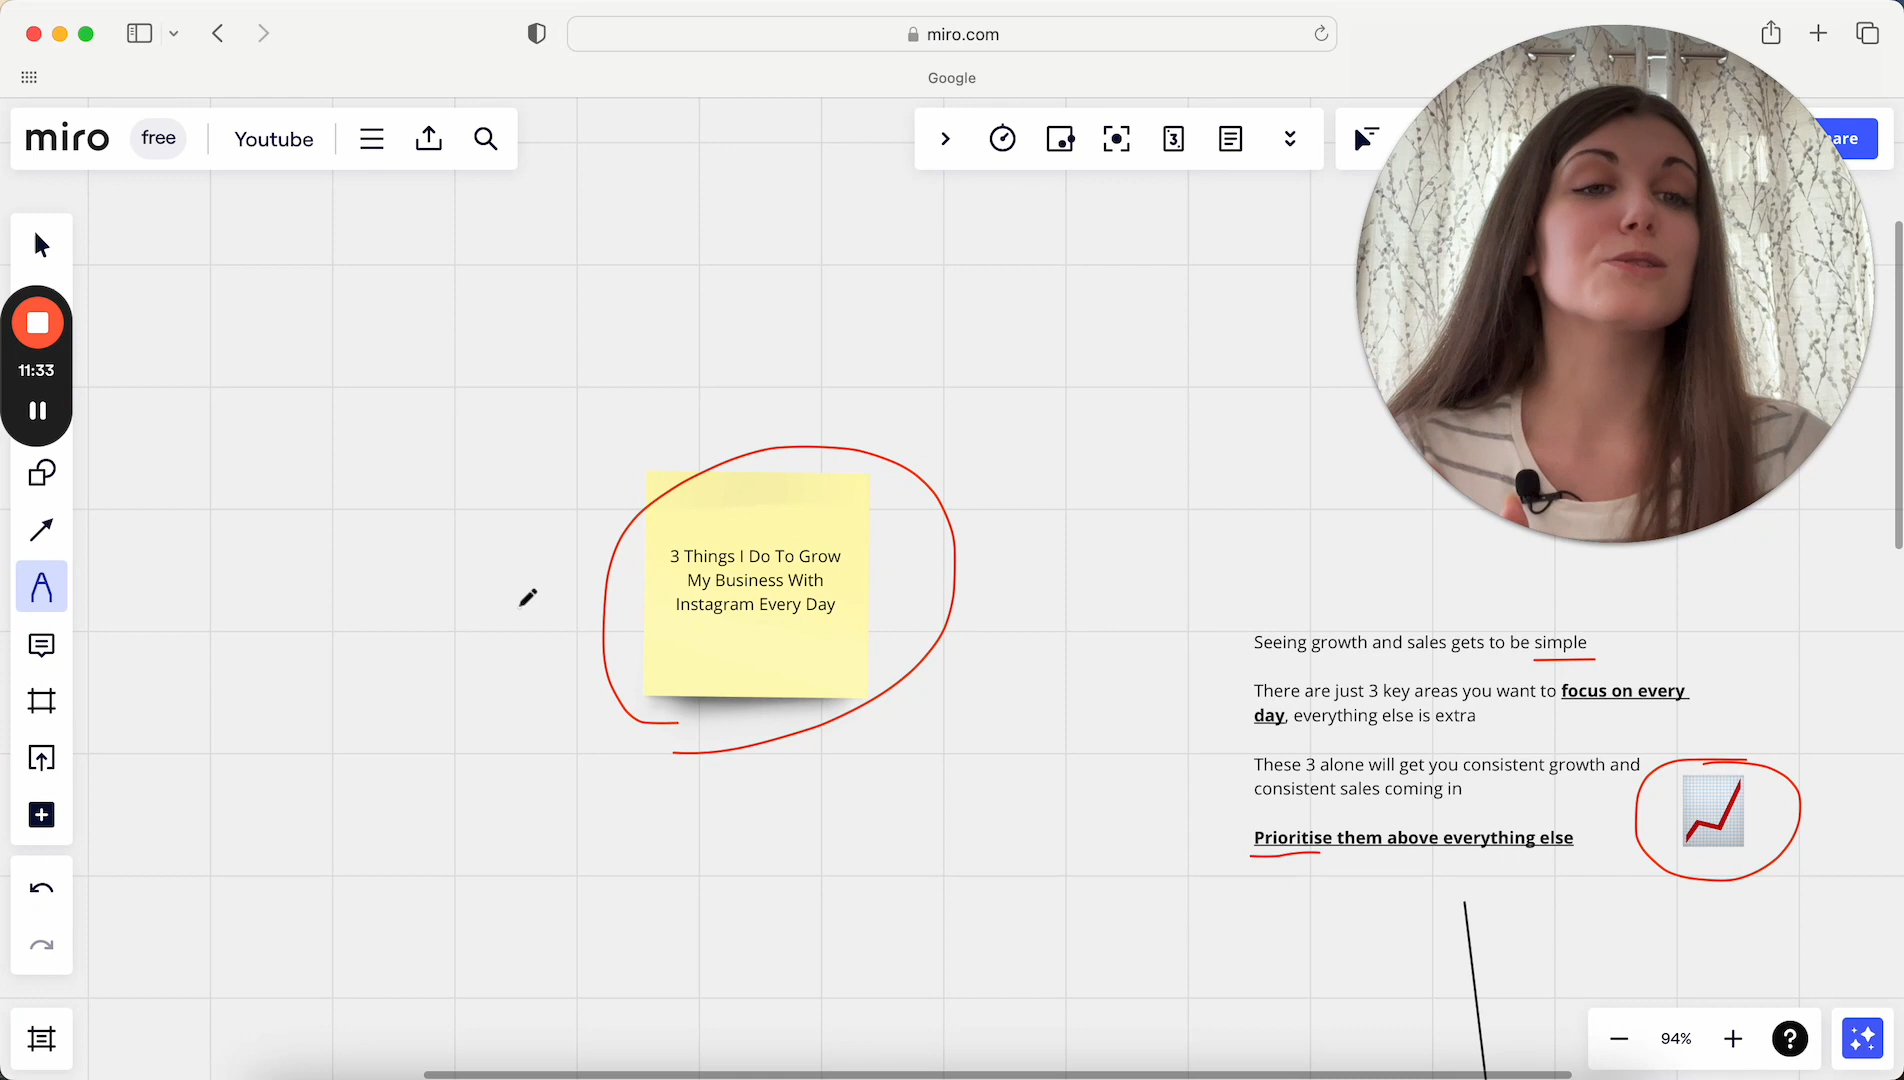 miro.com
Google
miro
free
Youtube
3
are
11:33
3 Things I Do To Grow
My Business With
Instagram Every Day
Seeing growth and sales gets to be simple
There are just 3 key areas you want to focus on every
day, everything else is extra
These 3 alone will get you consistent growth and
consistent sales coming in
Prioritise them above everything else
94%
?